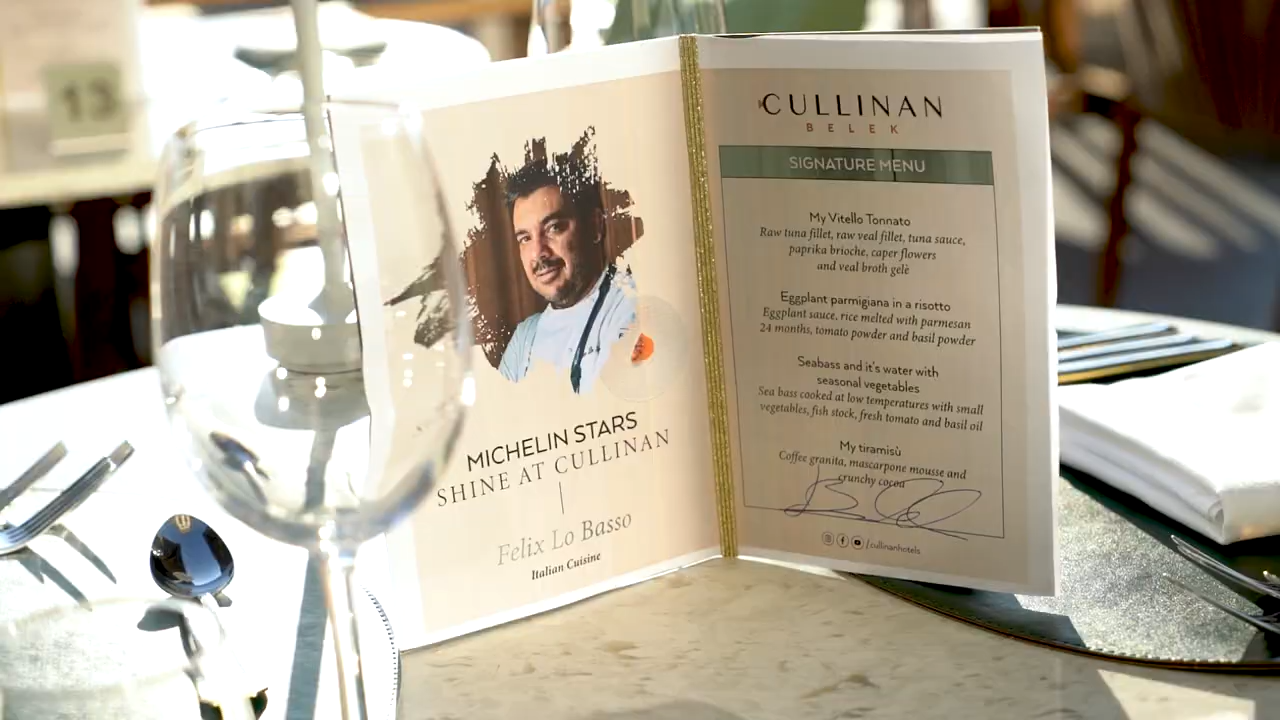 13
MICHELIN STARS
SHINE AT CULLINAN
Felix Lo Basso
Italian Cuisine
CULLINAN
BELEK
SIGNATURE MENU
My Vitello Tonnato
Raw tuna fillet, raw veal fillet, tuna sauce,
paprika brioche, caper flowers
and veal broth gelè
Eggplant parmigiana in a risotto
Eggplant sauce, rice melted with parmesan
24 months, tomato powder and basil powder
Seabass and it's water with
seasonal vegetables
Sea bass cooked at low temperatures with small
vegetables, fish stock, fresh tomato and basil oil
My tiramisù
Coffee granita, mascarpone mousse and
crunchy cocoa
/cullinanhotels